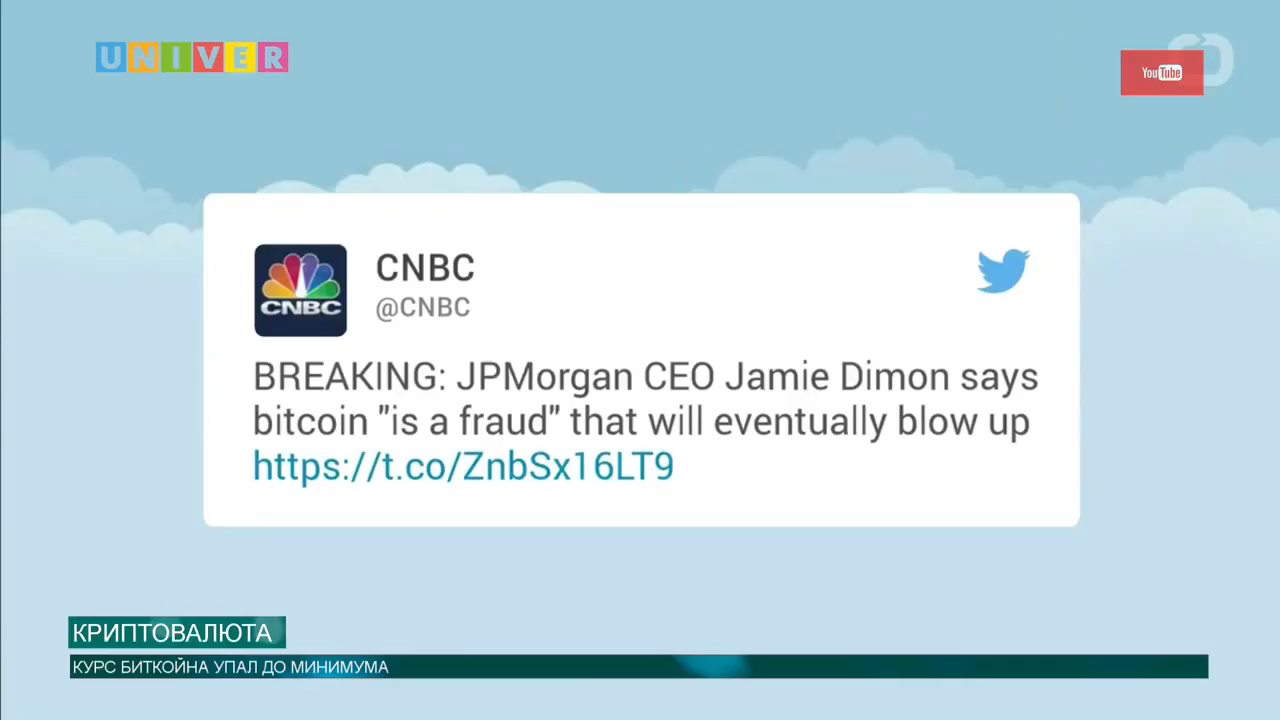 UNIVER
YouTube
CNBC
CNBC
@CNBC
BREAKING: JPMorgan CEO Jamie Dimon says
bitcoin "is a fraud" that will eventually blow up
https://t.co/ZnbSx16LT9
КРИПТОВАЛЮТА
КУРС БИТКОЙНА УПАЛ ДО МИНИМУМА